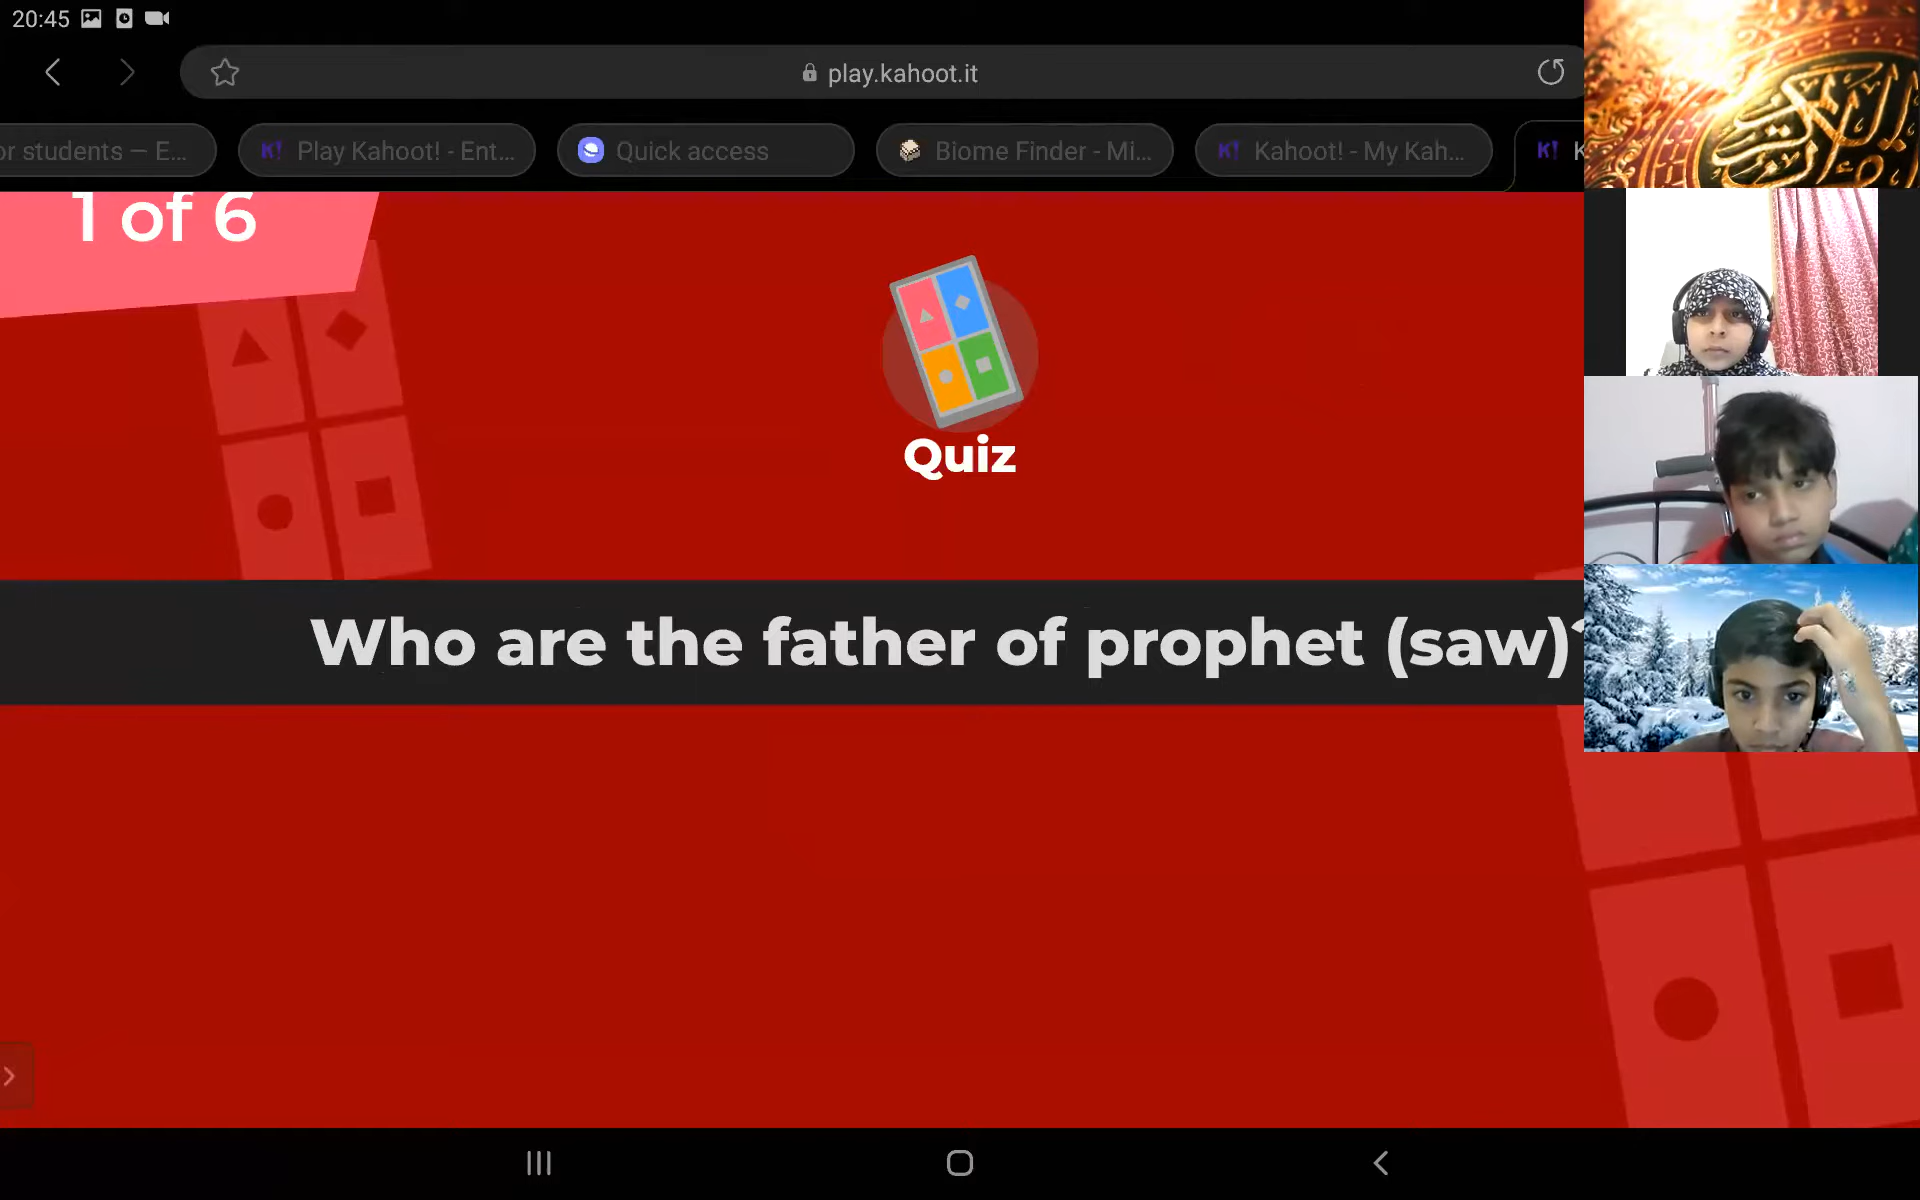 20:45
play.kahoot.it
or students — E...
K! Play Kahoot! - Ent...
Quick access
Biome Finder - Mi...
K! Kahoot! - My Kah...
K! K
1 of 6
Quiz
Who are the father of prophet (saw)?